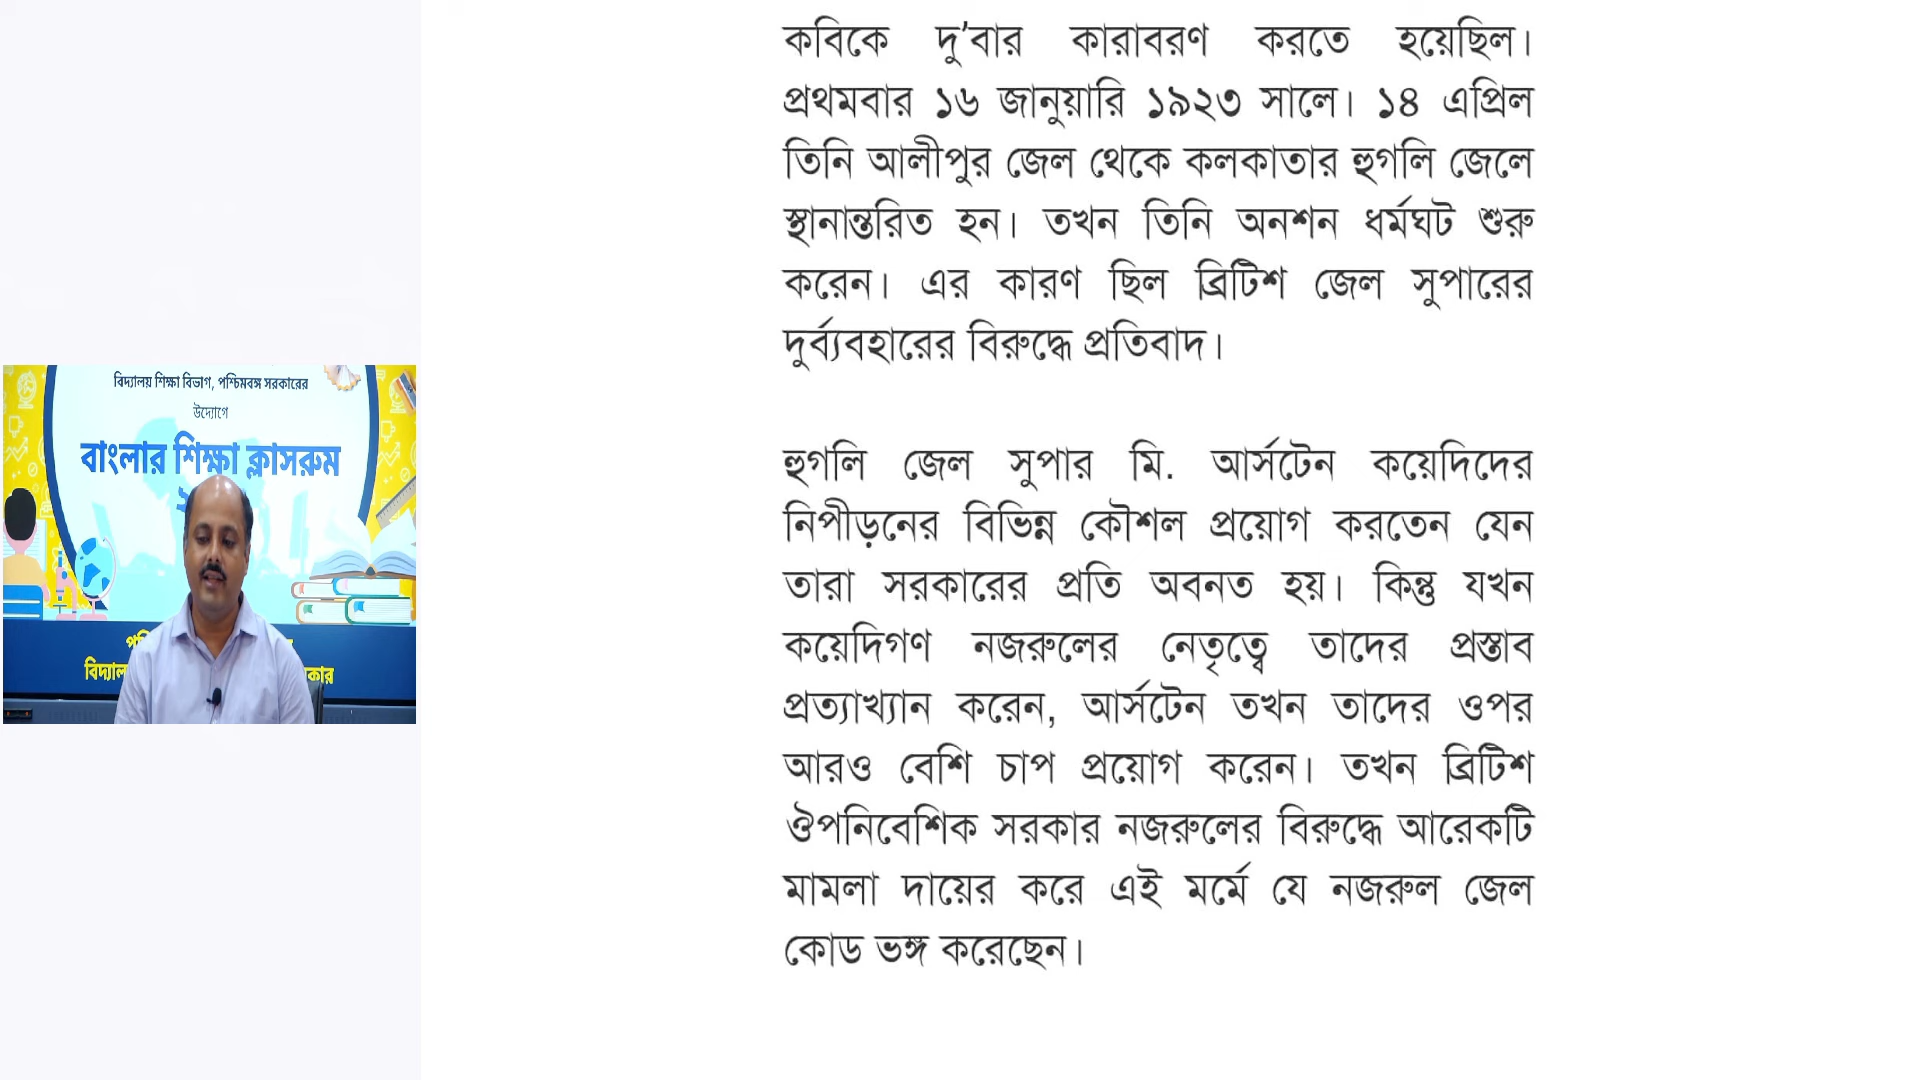 কবিকে দু’বার কারাবরণ করতে হয়েছিল।
প্রথমবার ১৬ জানুয়ারি ১৯২৩ সালে। ১৪ এপ্রিল
তিনি আলীপুর জেল থেকে কলকাতার হুগলি জেলে
স্থানান্তরিত হন। তখন তিনি অনশন ধর্মঘট শুরু
করেন। এর কারণ ছিল ব্রিটিশ জেল সুপারের
দুর্ব্যবহারের বিরুদ্ধে প্রতিবাদ।
হুগলি জেল সুপার মি. আর্সটেন কয়েদিদের
নিপীড়নের বিভিন্ন কৌশল প্রয়োগ করতেন যেন
তারা সরকারের প্রতি অবনত হয়। কিন্তু যখন
কয়েদিগণ নজরুলের নেতৃত্বে তাদের প্রস্তাব
প্রত্যাখ্যান করেন, আর্সটেন তখন তাদের ওপর
আরও বেশি চাপ প্রয়োগ করেন। তখন ব্রিটিশ
ঔপনিবেশিক সরকার নজরুলের বিরুদ্ধে আরেকটি
মামলা দায়ের করে এই মর্মে যে নজরুল জেল
কোড ভঙ্গ করেছেন।
বিদ্যালয় শিক্ষা বিভাগ, পশ্চিমবঙ্গ সরকারের
উদ্যোগে
বাংলার শিক্ষা ক্লাসরুম